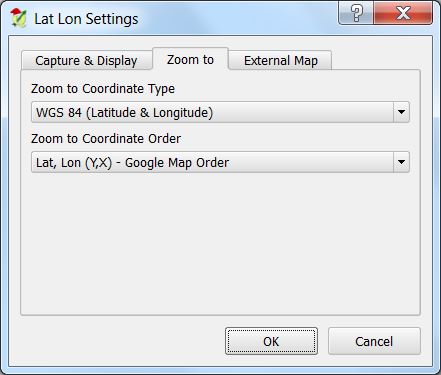 Lat Lon Settings
?
X
Capture & Display Zoom to External Map
Zoom to Coordinate Type
WGS 84 (Latitude & Longitude)
Zoom to Coordinate Order
Lat, Lon (Y,X) - Google Map Order
OK Cancel